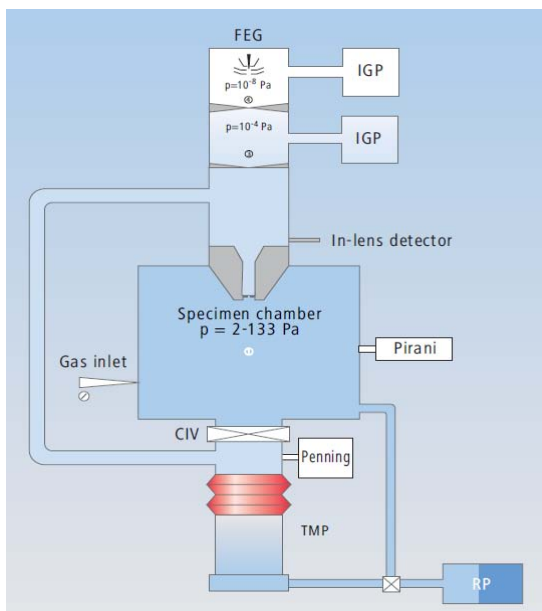 FEG
IGP
p=10⁻⁸ Pa
④
p=10⁻⁴ Pa
IGP
③
In-lens detector
Specimen chamber
p = 2-133 Pa
Pirani
Gas inlet
CIV
Penning
TMP
RP